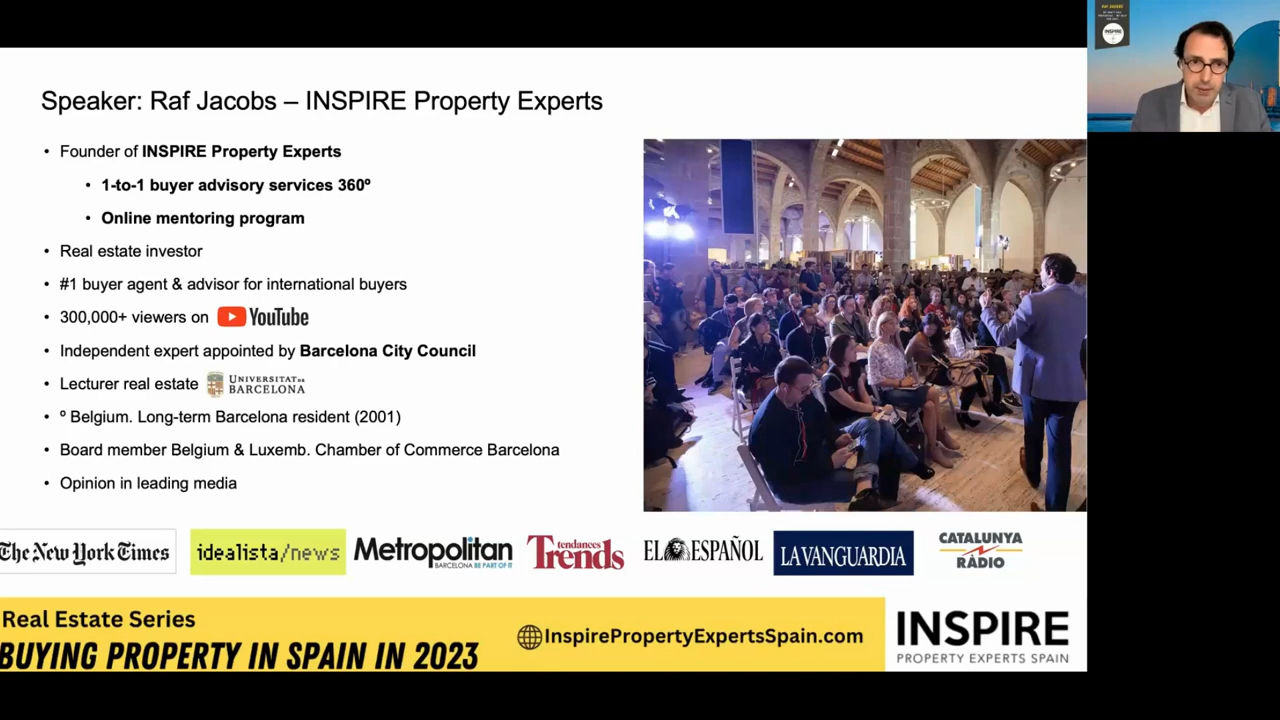 Speaker: Raf Jacobs – INSPIRE Property Experts
• Founder of INSPIRE Property Experts
• 1-to-1 buyer advisory services 360º
• Online mentoring program
• Real estate investor
• #1 buyer agent & advisor for international buyers
• 300,000+ viewers on YouTube
• Independent expert appointed by Barcelona City Council
• Lecturer real estate UNIVERSITAT DE BARCELONA
• º Belgium. Long-term Barcelona resident (2001)
• Board member Belgium & Luxemb. Chamber of Commerce Barcelona
• Opinion in leading media
The New York Times
idealista/news
Metropolitan
BARCELONA BE PART OF IT
tendances
Trends
EL ESPAÑOL
LA VANGUARDIA
CATALUNYA
RÀDIO
Real Estate Series
BUYING PROPERTY IN SPAIN IN 2023
InspirePropertyExpertsSpain.com
INSPIRE
PROPERTY EXPERTS SPAIN
RAF JACOBS
INSPIRE